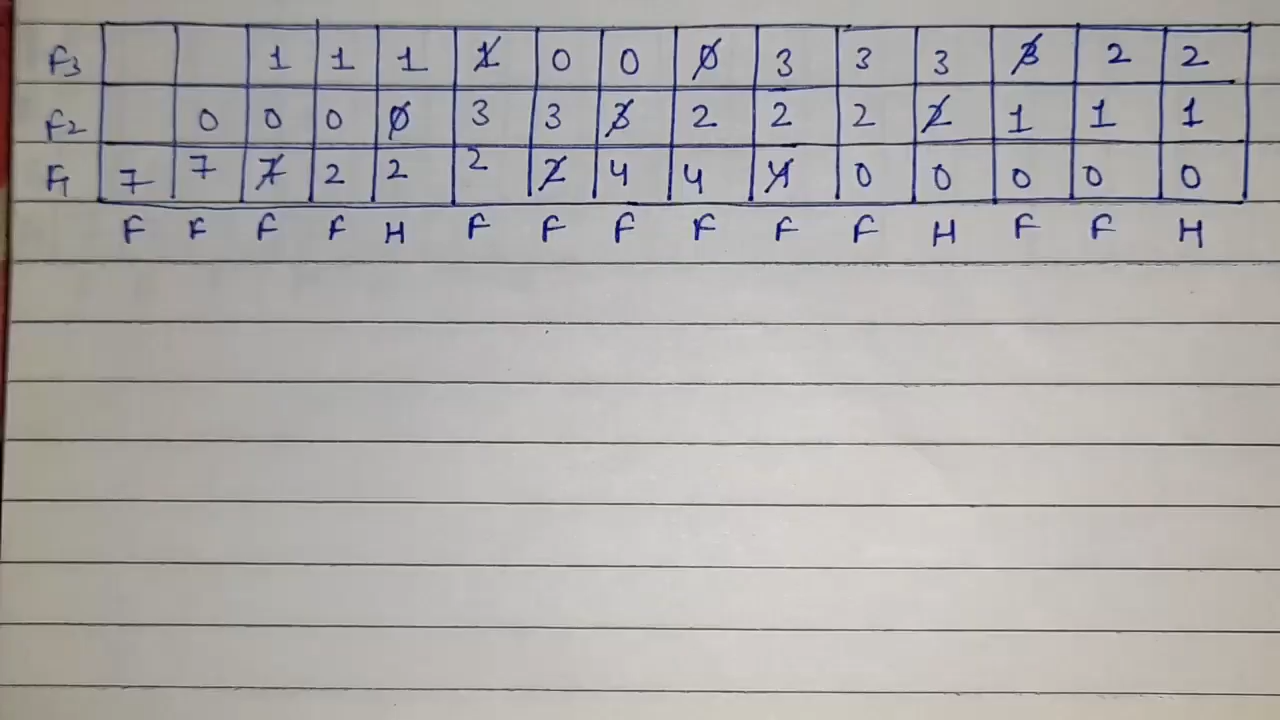 F3 1 1 1 1 0 0 0 3 3 3 3 2 2
F2 0 0 0 0 3 3 3 2 2 2 2 1 1 1
F1 7 7 7 2 2 2 2 4 4 4 0 0 0 0 0
F F F F H F F F F F F H F F H